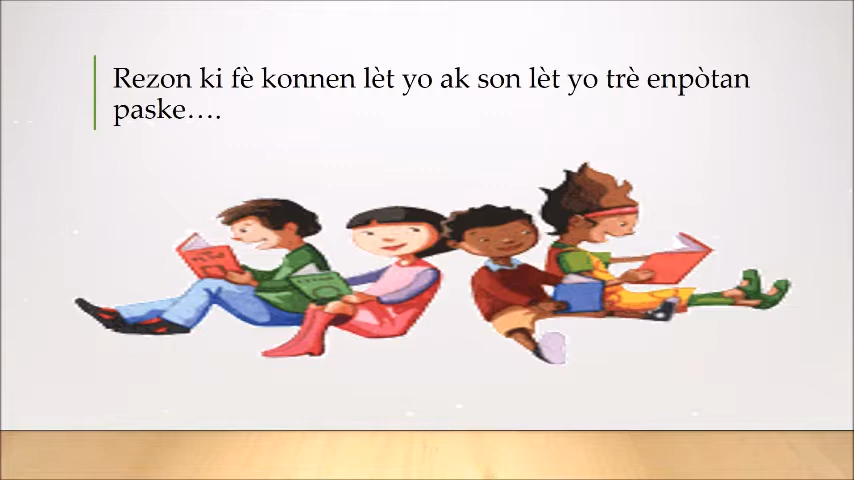 Rezon ki fè konnen lèt yo ak son lèt yo trè enpòtan
paske….